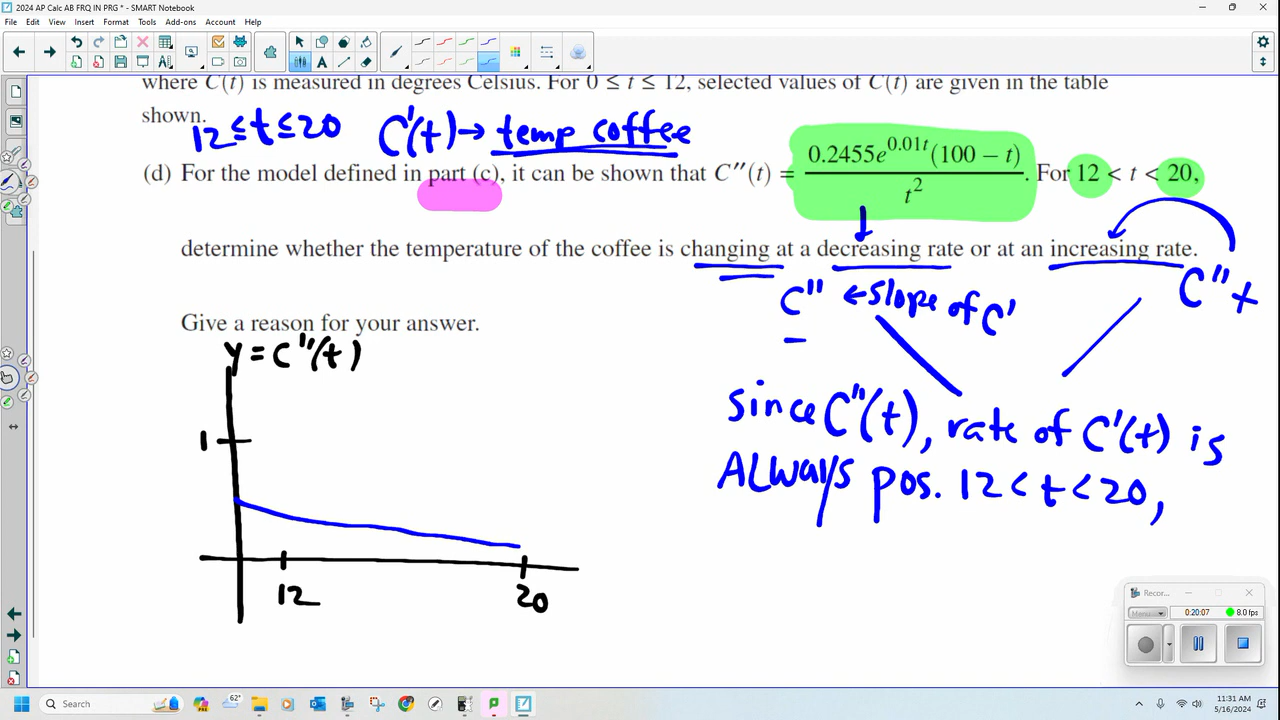 2024 AP Calc AB FRQ IN PRG * - SMART Notebook
File Edit View Insert Format Tools Add-ons Account Help
where C(t) is measured in degrees Celsius. For 0 ≤ t ≤ 12, selected values of C(t) are given in the table
shown.
12 ≤ t ≤ 20 C'(t) → temp coffee
(d) For the model defined in part (c), it can be shown that C''(t) = 0.2455e^{0.01t}(100 − t) / t^2. For 12 < t < 20,
determine whether the temperature of the coffee is changing at a decreasing rate or at an increasing rate.
C'' ← slope of C'
−
C'' +
Give a reason for your answer.
y = C''(t)
1
12
20
since C''(t), rate of C'(t) is
ALWAYS pos. 12 < t < 20,
Recor...
Menu
0:20:07
8.0 fps
62°
Search
11:31 AM
5/16/2024